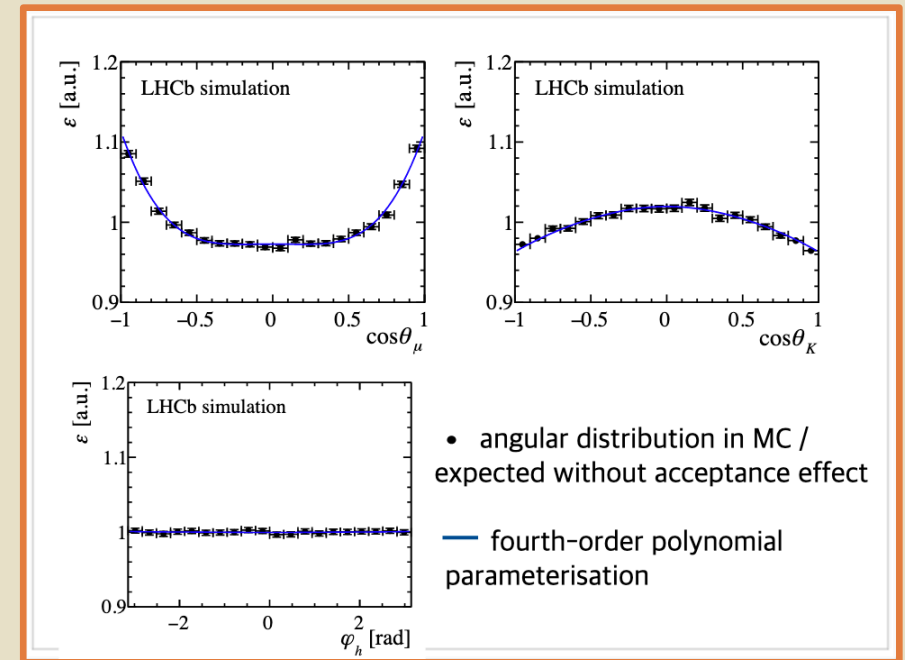 1.2
1.1
1
0.9
ε [a.u.]
LHCb simulation
−1 −0.5 0 0.5 1
cosθμ
1.2
1.1
1
0.9
ε [a.u.]
LHCb simulation
−1 −0.5 0 0.5 1
cosθK
1.2
1.1
1
0.9
ε [a.u.]
LHCb simulation
−2 0 2
φh [rad]
• angular distribution in MC /
expected without acceptance effect
— fourth-order polynomial
parameterisation